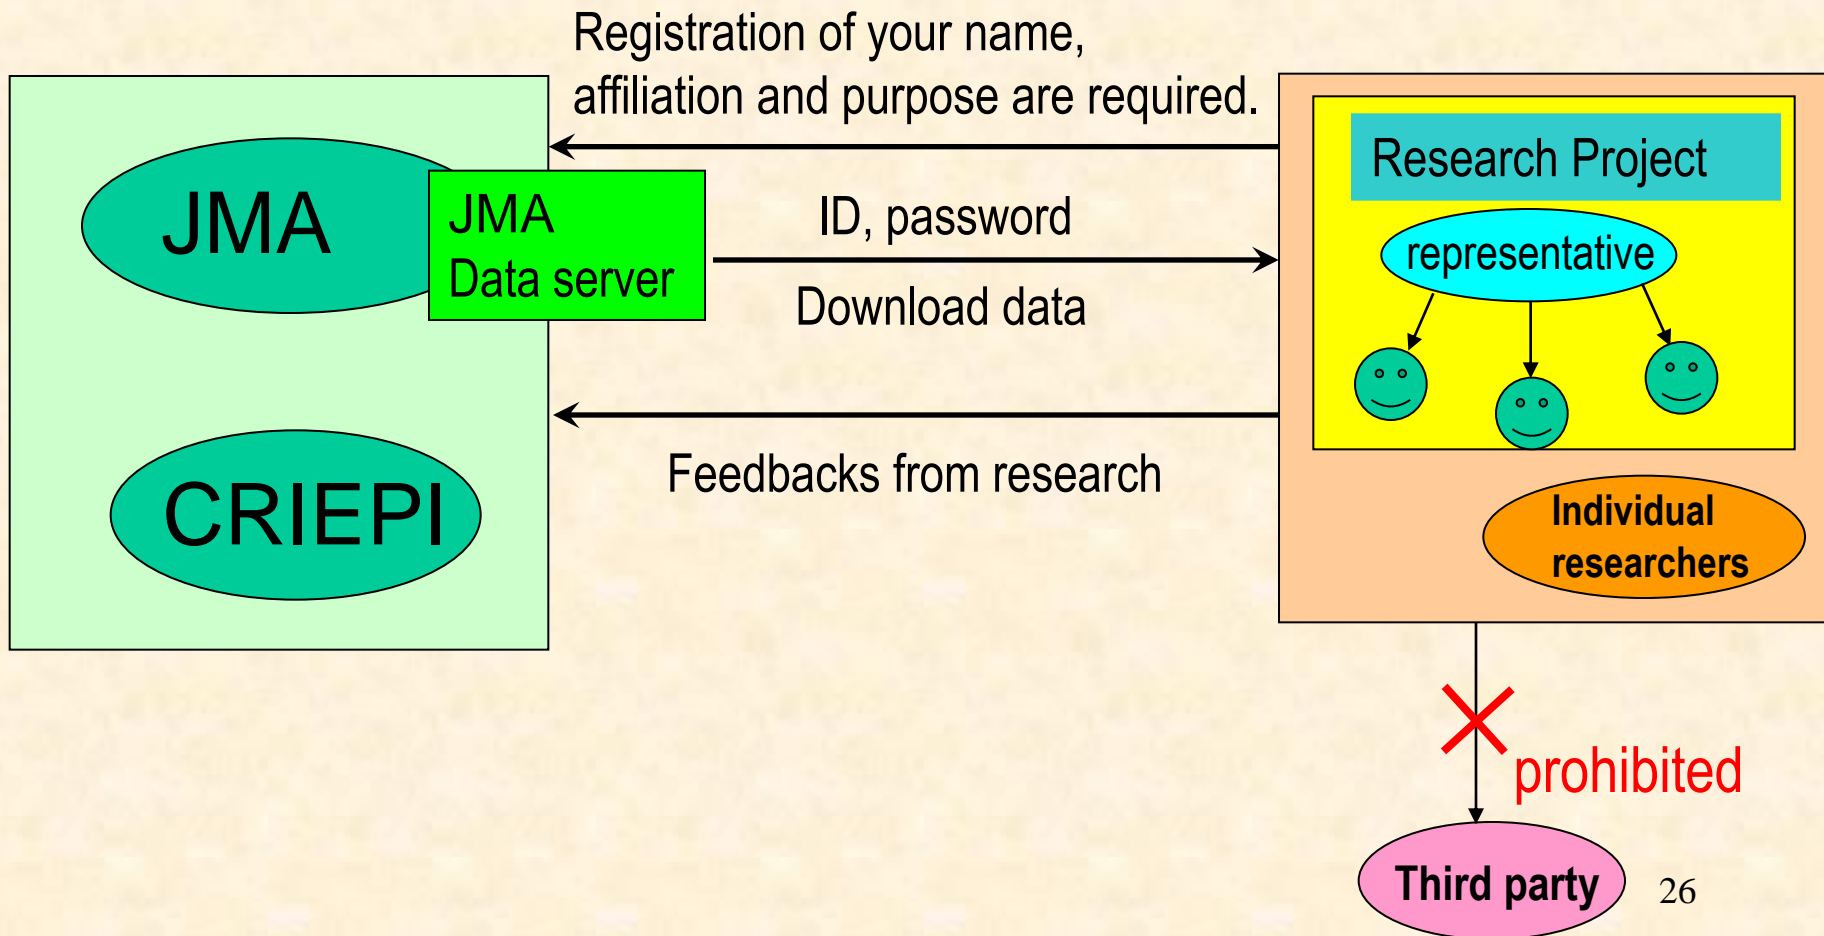 Registration of your name,
affiliation and purpose are required.
JMA
JMA
Data server
ID, password
Download data
Research Project
representative
CRIEPI
Feedbacks from research
Individual
researchers
prohibited
Third party
26